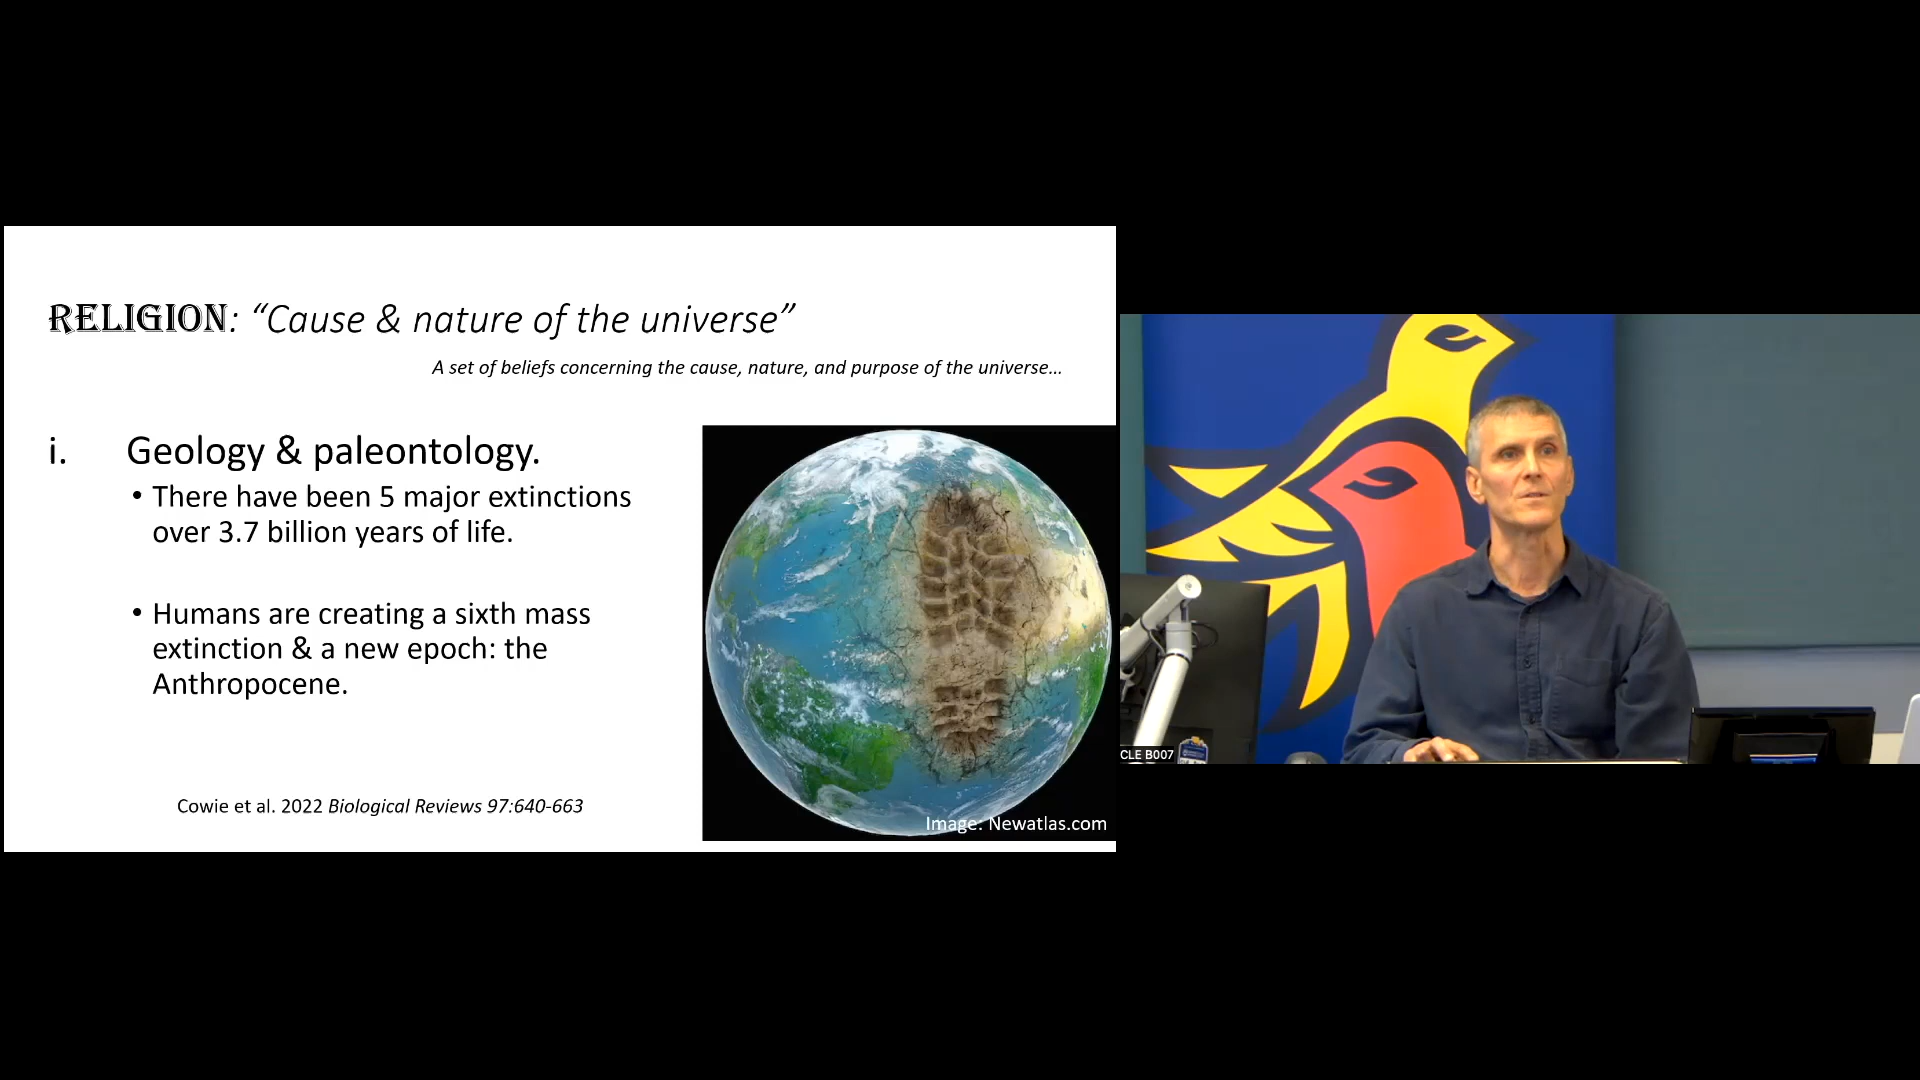 RELIGION: “Cause & nature of the universe”
A set of beliefs concerning the cause, nature, and purpose of the universe…
i. Geology & paleontology.
• There have been 5 major extinctions
over 3.7 billion years of life.
• Humans are creating a sixth mass
extinction & a new epoch: the
Anthropocene.
Cowie et al. 2022 Biological Reviews 97:640-663
Image: Newatlas.com
CLE B007